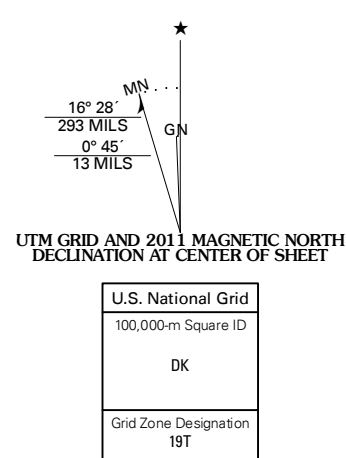 MN
16° 28´
293 MILS
GN
0° 45´
13 MILS
UTM GRID AND 2011 MAGNETIC NORTH
DECLINATION AT CENTER OF SHEET
U.S. National Grid
100,000-m Square ID
DK
Grid Zone Designation
19T